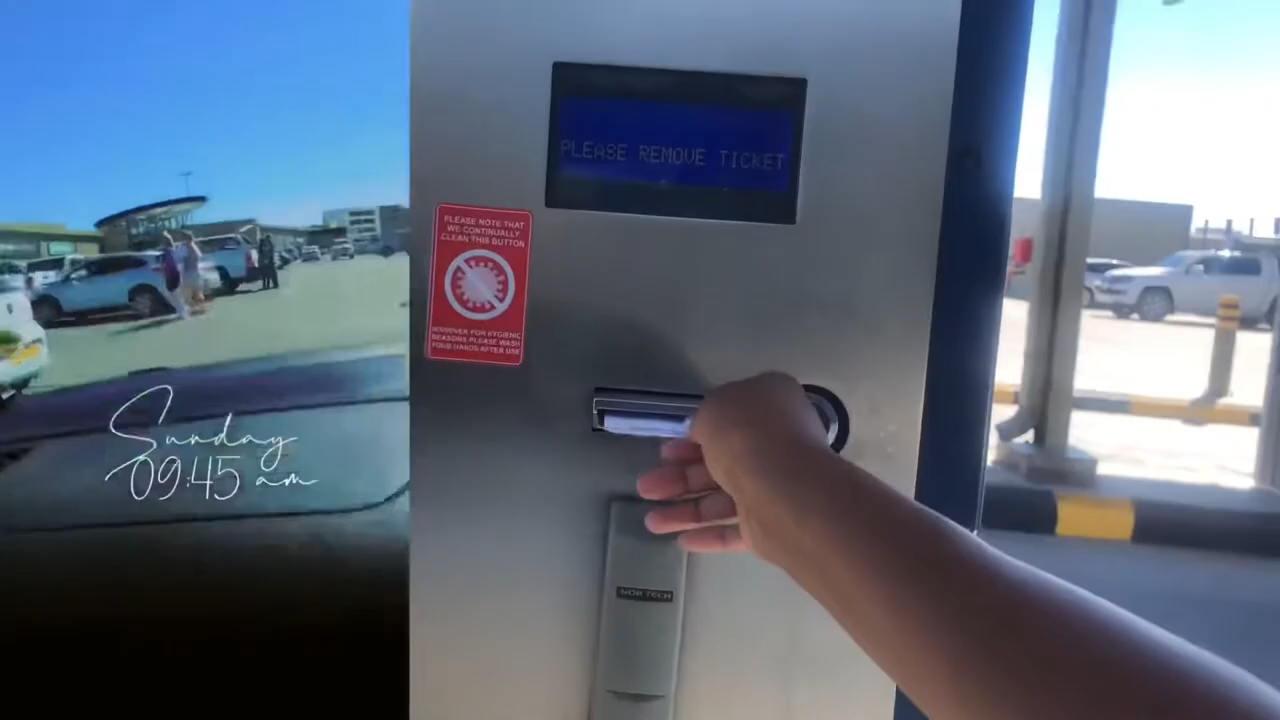 Sunday
09:45 am
PLEASE REMOVE TICKET
PLEASE NOTE THAT
WE CONTINUALLY
CLEAN THIS BUTTON
HOWEVER FOR HYGIENIC
REASONS PLEASE WASH
YOUR HANDS AFTER USE
NORTECH